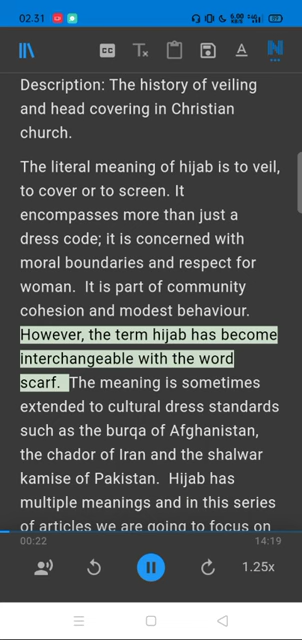 02.31
5,00
KB/S
Description: The history of veiling
and head covering in Christian
church.
The literal meaning of hijab is to veil,
to cover or to screen. It
encompasses more than just a
dress code; it is concerned with
moral boundaries and respect for
woman.  It is part of community
cohesion and modest behaviour.
However, the term hijab has become
interchangeable with the word
scarf.  The meaning is sometimes
extended to cultural dress standards
such as the burqa of Afghanistan,
the chador of Iran and the shalwar
kamise of Pakistan.  Hijab has
multiple meanings and in this series
of articles we are going to focus on
00:22 14:19
1.25x